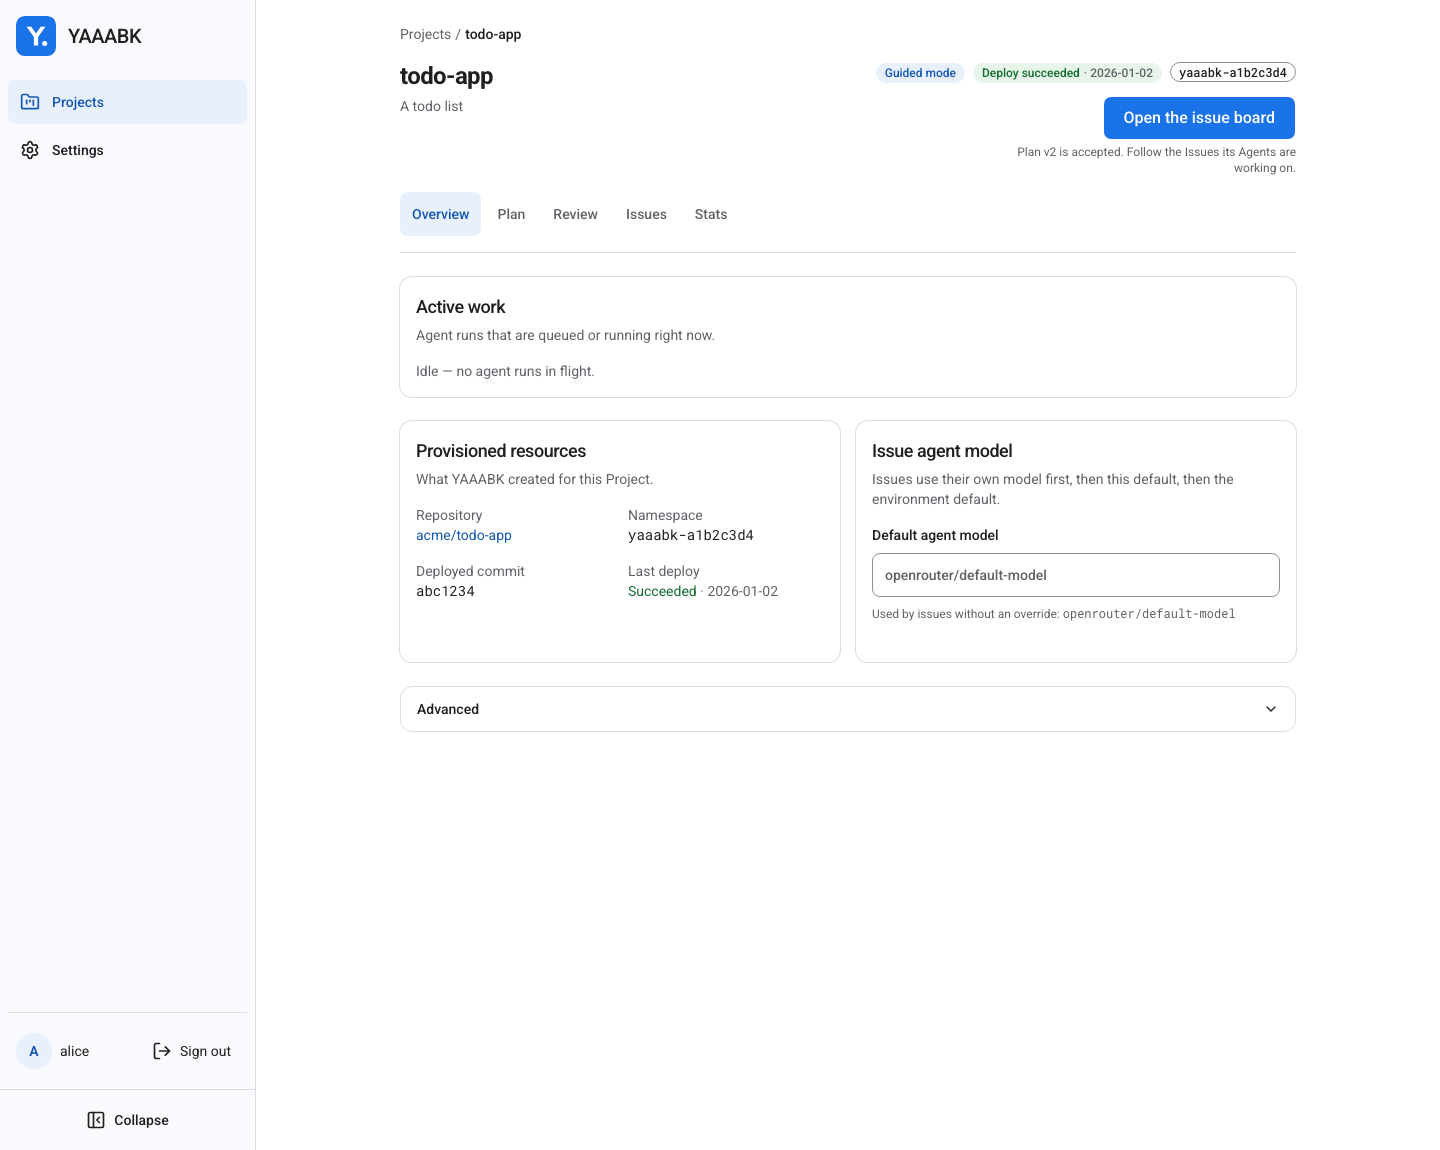 Y.
YAAABK
Projects
Settings
A
alice
Sign out
Collapse
Projects / todo-app
todo-app
A todo list
Guided mode
Deploy succeeded · 2026-01-02
yaaabk-a1b2c3d4
Open the issue board
Plan v2 is accepted. Follow the Issues its Agents are
working on.
Overview
Plan
Review
Issues
Stats
Active work
Agent runs that are queued or running right now.
Idle — no agent runs in flight.
Provisioned resources
What YAAABK created for this Project.
Repository
acme/todo-app
Namespace
yaaabk-a1b2c3d4
Deployed commit
abc1234
Last deploy
Succeeded · 2026-01-02
Issue agent model
Issues use their own model first, then this default, then the
environment default.
Default agent model
openrouter/default-model
Used by issues without an override: openrouter/default-model
Advanced